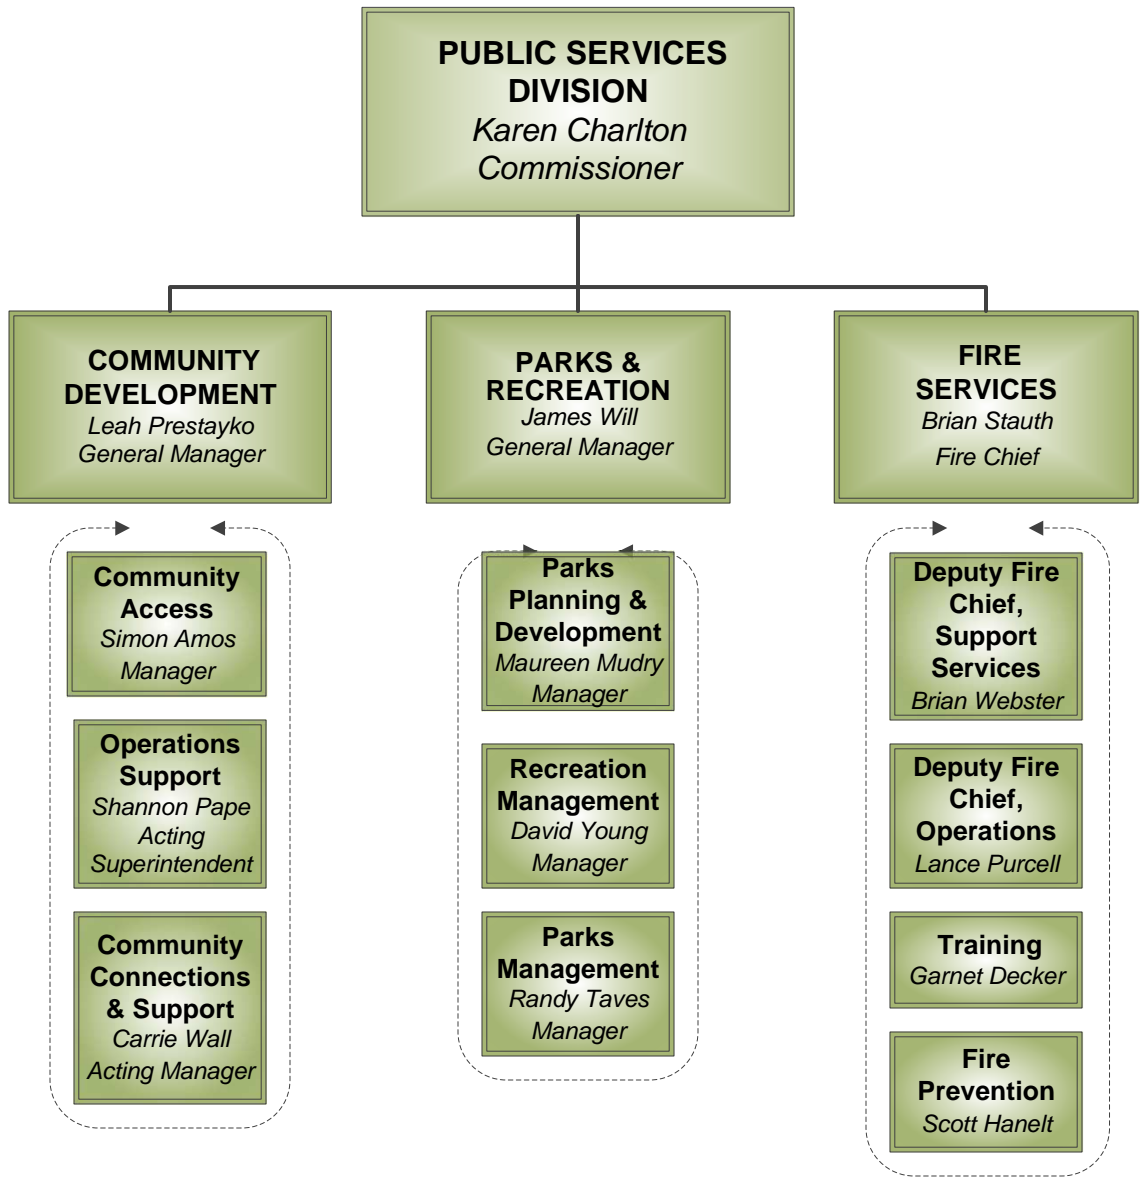 PUBLIC SERVICES
DIVISION
Karen Charlton
Commissioner
COMMUNITY
DEVELOPMENT
Leah Prestayko
General Manager
PARKS &
RECREATION
James Will
General Manager
FIRE
SERVICES
Brian Stauth
Fire Chief
Community
Access
Simon Amos
Manager
Operations
Support
Shannon Pape
Acting
Superintendent
Community
Connections
& Support
Carrie Wall
Acting Manager
Parks
Planning &
Development
Maureen Mudry
Manager
Recreation
Management
David Young
Manager
Parks
Management
Randy Taves
Manager
Deputy Fire
Chief,
Support
Services
Brian Webster
Deputy Fire
Chief,
Operations
Lance Purcell
Training
Garnet Decker
Fire
Prevention
Scott Hanelt